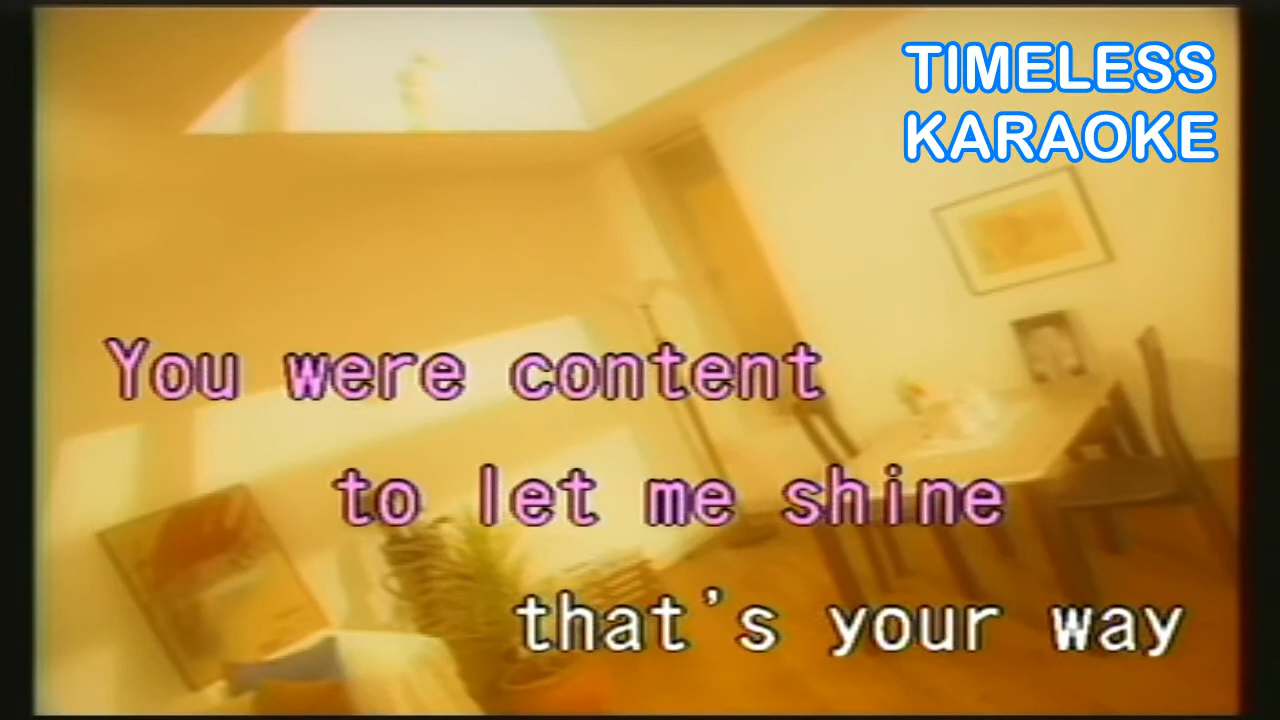 TIMELESS
KARAOKE
You were content
to let me shine
that's your way